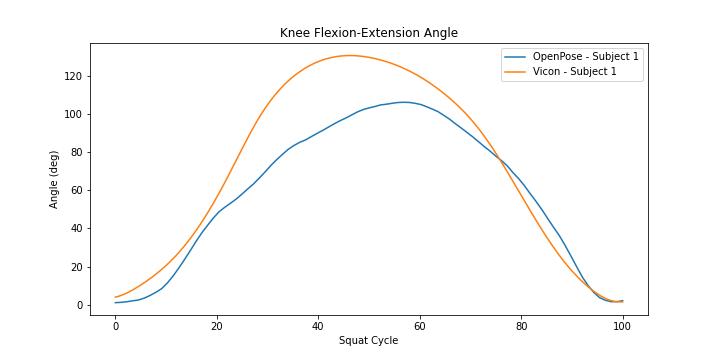 Knee Flexion-Extension Angle
OpenPose - Subject 1
Vicon - Subject 1
120
100
80
60
40
20
0
Angle (deg)
0 20 40 60 80 100
Squat Cycle